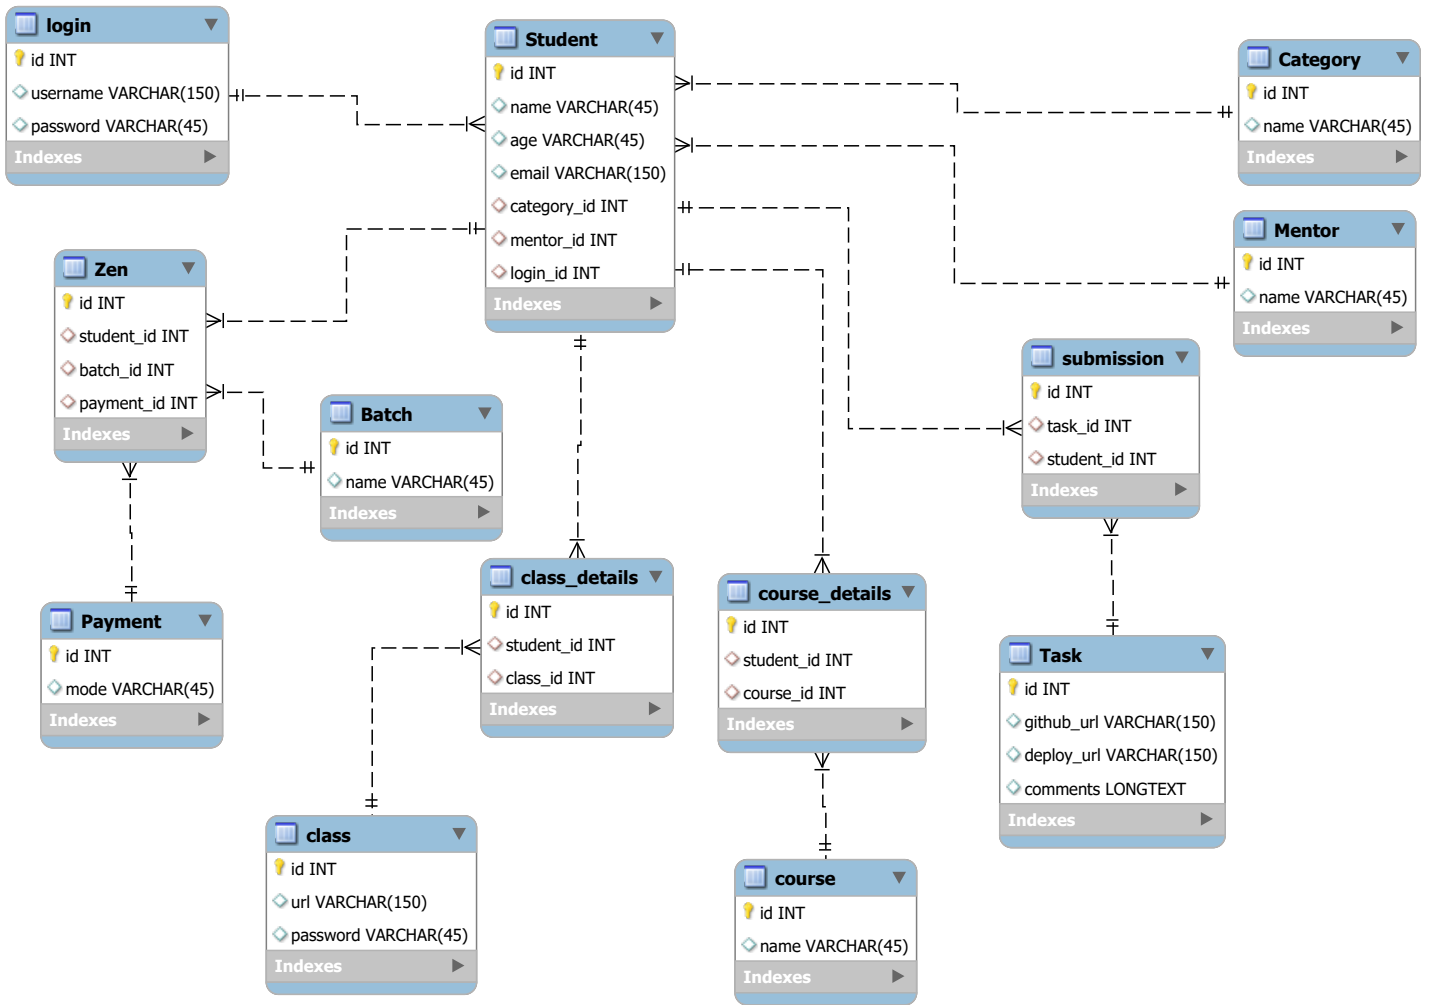 login
id INT
username VARCHAR(150)
password VARCHAR(45)
Indexes
Student
id INT
name VARCHAR(45)
age VARCHAR(45)
email VARCHAR(150)
category_id INT
mentor_id INT
login_id INT
Indexes
Category
id INT
name VARCHAR(45)
Indexes
Mentor
id INT
name VARCHAR(45)
Indexes
Zen
id INT
student_id INT
batch_id INT
payment_id INT
Indexes
Batch
id INT
name VARCHAR(45)
Indexes
submission
id INT
task_id INT
student_id INT
Indexes
Payment
id INT
mode VARCHAR(45)
Indexes
class_details
id INT
student_id INT
class_id INT
Indexes
course_details
id INT
student_id INT
course_id INT
Indexes
Task
id INT
github_url VARCHAR(150)
deploy_url VARCHAR(150)
comments LONGTEXT
Indexes
class
id INT
url VARCHAR(150)
password VARCHAR(45)
Indexes
course
id INT
name VARCHAR(45)
Indexes